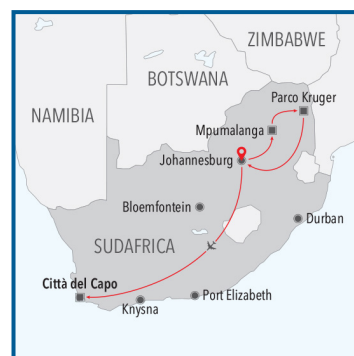 ZIMBABWE
BOTSWANA
Parco Kruger
NAMIBIA
Mpumalanga
Johannesburg
Bloemfontein
Durban
SUDAFRICA
Città del Capo
Port Elizabeth
Knysna